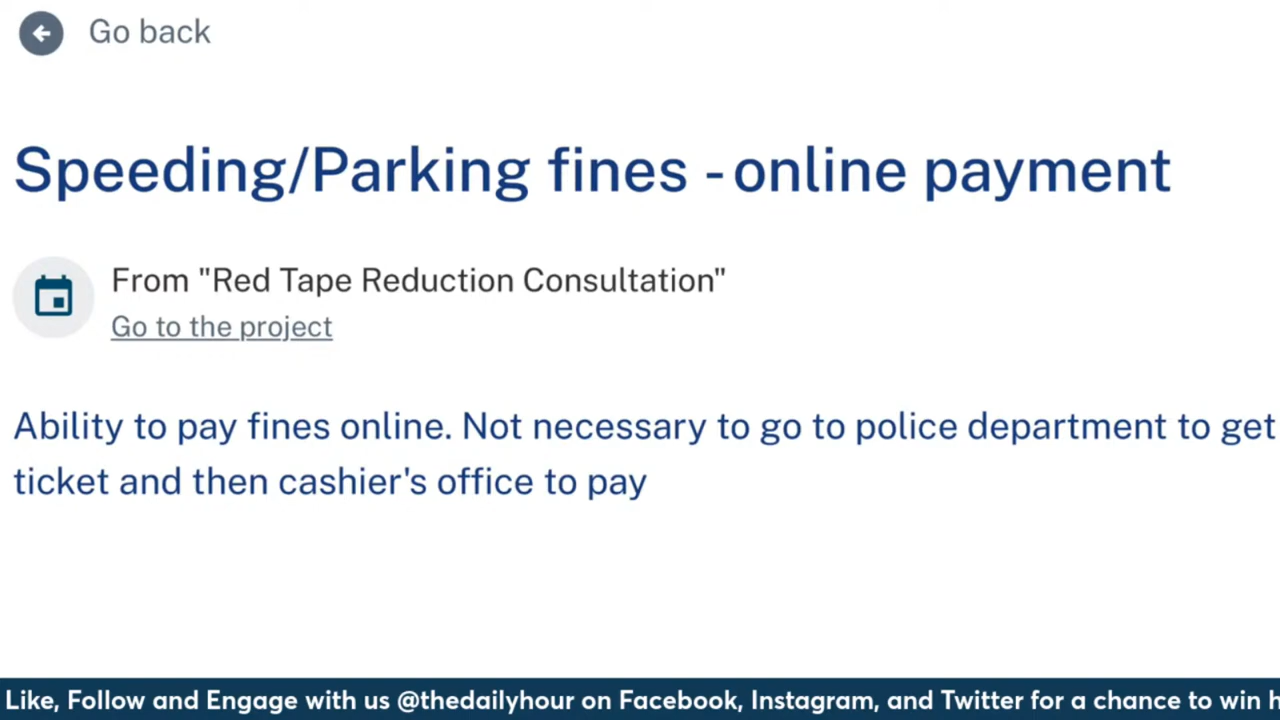 Go back
Speeding/Parking fines - online payment
From "Red Tape Reduction Consultation"
Go to the project
Ability to pay fines online. Not necessary to go to police department to get
ticket and then cashier's office to pay
Like, Follow and Engage with us @thedailyhour on Facebook, Instagram, and Twitter for a chance to win